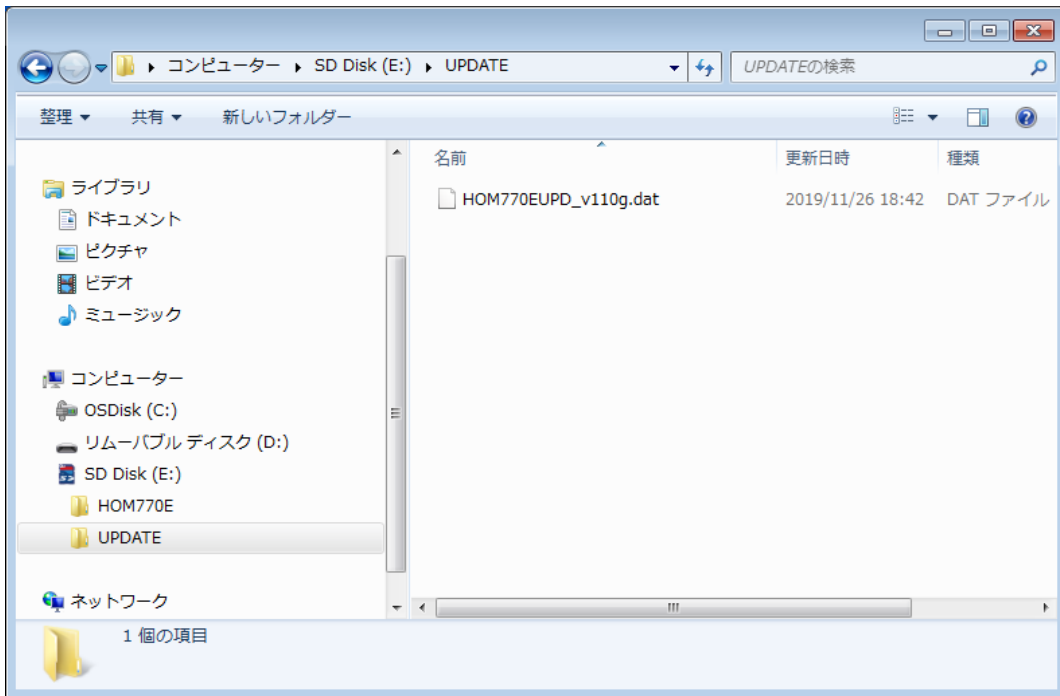 コンピューター ▸ SD Disk (E:) ▸ UPDATE
UPDATEの検索
整理 ▼ 共有 ▼ 新しいフォルダー
名前 更新日時 種類
HOM770EUPD_v110g.dat 2019/11/26 18:42 DAT ファイル
ライブラリ
ドキュメント
ピクチャ
ビデオ
ミュージック
コンピューター
OSDisk (C:)
リムーバブル ディスク (D:)
SD Disk (E:)
HOM770E
UPDATE
ネットワーク
1 個の項目